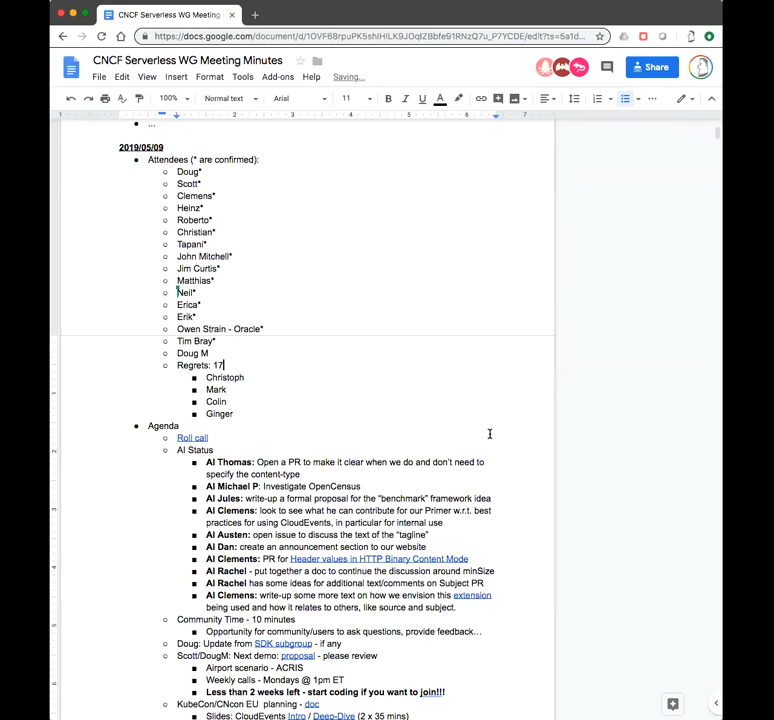 CNCF Serverless WG Meeting
https://docs.google.com/document/d/
CNCF Serverless WG Meeting Minutes
File Edit View Insert Format Tools Add-ons Help Saving...
Share
100% Normal text Arial 11
1 2 3 4 5 6 7
...
2019/05/09
Attendees (* are confirmed):
Doug*
Scott*
Clemens*
Heinz*
Roberto*
Christian*
Tapani*
John Mitchell*
Jim Curtis*
Matthias*
Neil*
Erica*
Erik*
Owen Strain - Oracle*
Tim Bray*
Doug M
Regrets: 17
Christoph
Mark
Colin
Ginger
Agenda
Roll call
AI Status
AI Thomas: Open a PR to make it clear when we do and don't need to
specify the content-type
AI Michael P: Investigate OpenCensus
AI Jules: write-up a formal proposal for the "benchmark" framework idea
AI Clemens: look to see what he can contribute for our Primer w.r.t. best
practices for using CloudEvents, in particular for internal use
AI Austen: open issue to discuss the text of the "tagline"
AI Dan: create an announcement section to our website
AI Clements: PR for Header values in HTTP Binary Content Mode
AI Rachel - put together a doc to continue the discussion around minSize
AI Rachel has some ideas for additional text/comments on Subject PR
AI Clemens: write-up some more text on how we envision this extension
being used and how it relates to others, like source and subject.
Community Time - 10 minutes
Opportunity for community/users to ask questions, provide feedback...
Doug: Update from SDK subgroup - if any
Scott/DougM: Next demo: proposal - please review
Airport scenario - ACRIS
Weekly calls - Mondays @ 1pm ET
Less than 2 weeks left - start coding if you want to join!!!
KubeCon/CNcon EU planning - doc
Slides: CloudEvents Intro / Deep-Dive (2 x 35 mins)